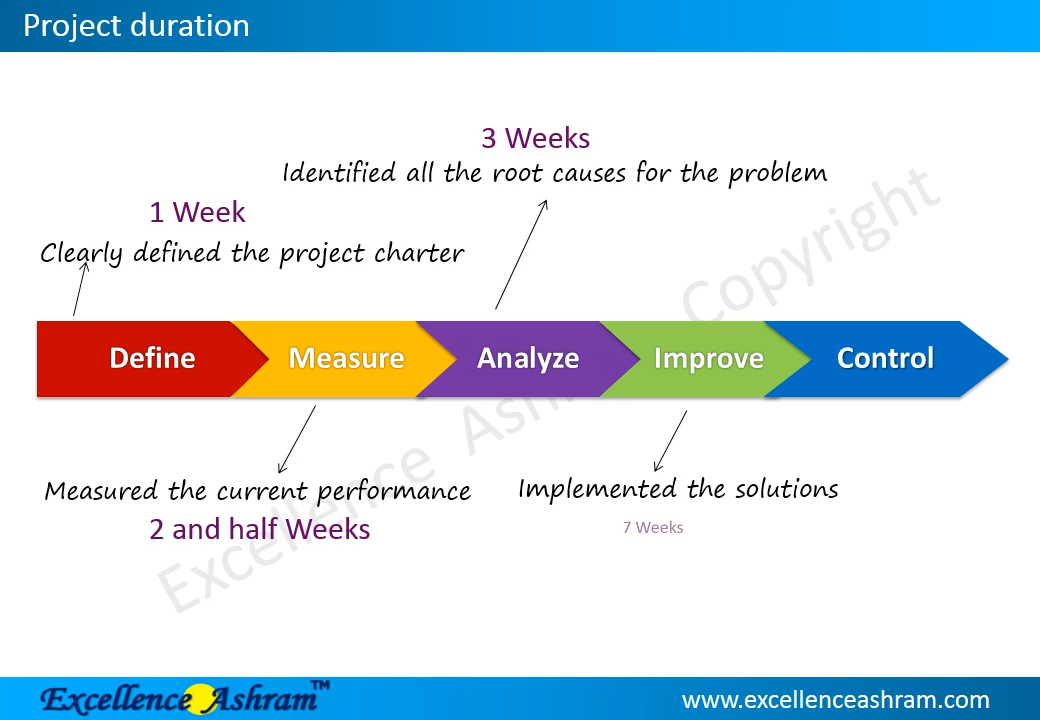 Project duration
3 Weeks
Identified all the root causes for the problem
1 Week
Clearly defined the project charter
Define
Measure
Analyze
Improve
Control
Measured the current performance
2 and half Weeks
Implemented the solutions
7 Weeks
Excellence Ashram Copyright
Excellence Ashram™
www.excellenceashram.com